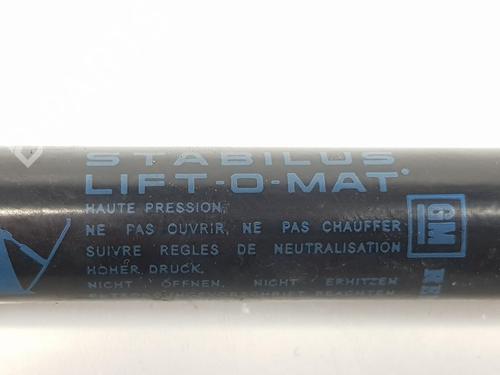 STABILUS
LIFT-O-MAT
HAUTE PRESSION,
NE PAS OUVRIR, NE PAS CHAUFFER
SUIVRE REGLES DE NEUTRALISATION
HOHER DRUCK,
NICHT ÖFFNEN, NICHT ERHITZEN
GM